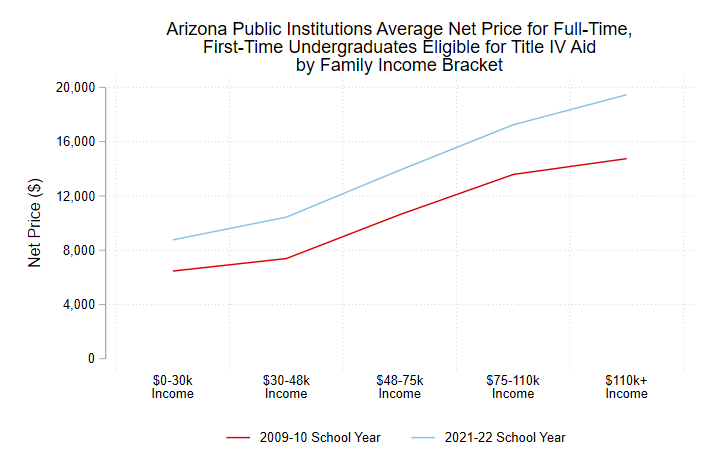 Arizona Public Institutions Average Net Price for Full-Time,
First-Time Undergraduates Eligible for Title IV Aid
by Family Income Bracket
Net Price ($)
20,000
16,000
12,000
8,000
4,000
0
$0-30k
Income
$30-48k
Income
$48-75k
Income
$75-110k
Income
$110k+
Income
2009-10 School Year
2021-22 School Year